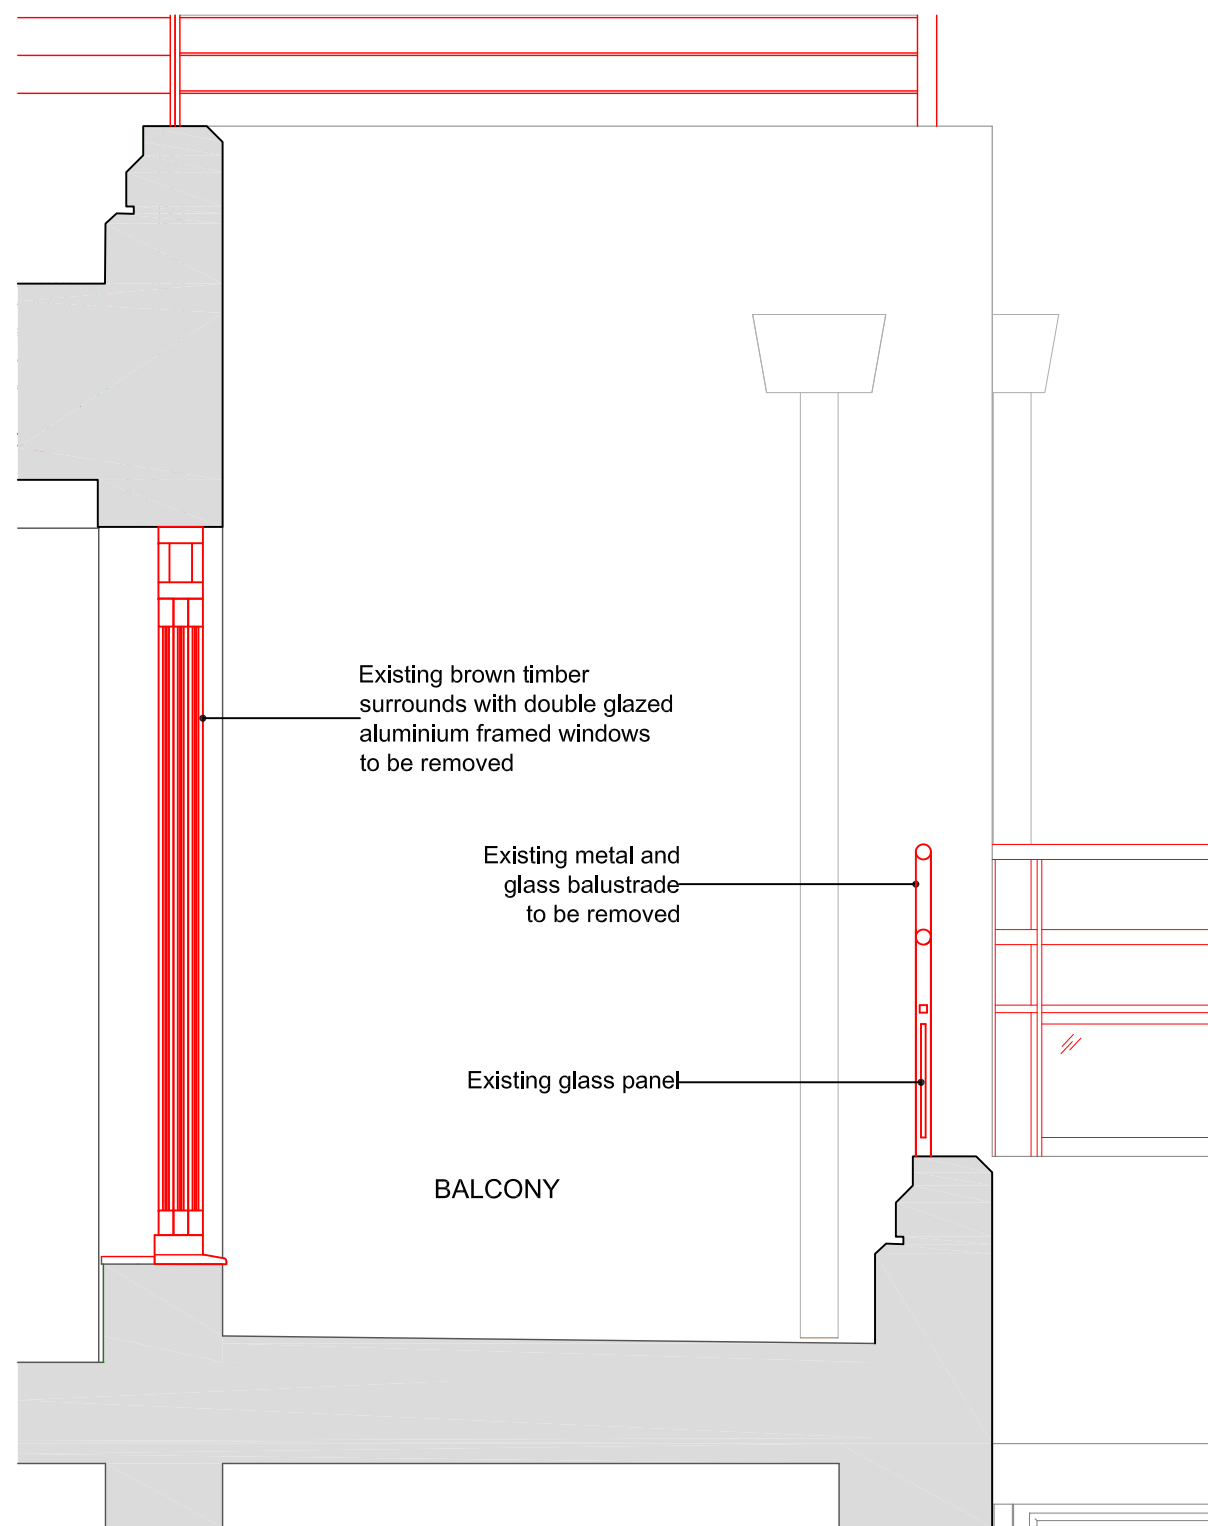 Existing brown timber
surrounds with double glazed
aluminium framed windows
to be removed
Existing metal and
glass balustrade
to be removed
Existing glass panel
BALCONY